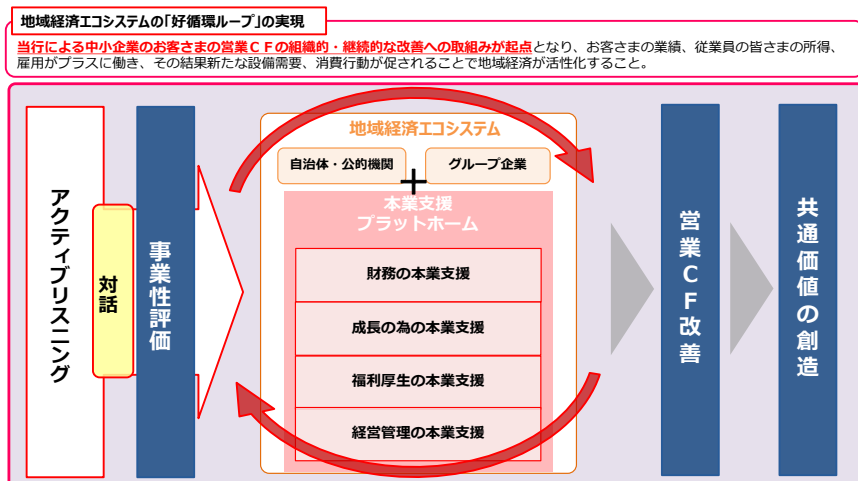 地域経済エコシステムの「好循環ループ」の実現
当行による中小企業のお客さまの営業ＣＦの組織的・継続的な改善への取組みが起点となり、お客さまの業績、従業員の皆さまの所得、
雇用がプラスに働き、その結果新たな設備需要、消費行動が促されることで地域経済が活性化すること。
アクティブリスニング
対話
事業性評価
地域経済エコシステム
自治体・公的機関
グループ企業
+
本業支援
プラットホーム
財務の本業支援
成長の為の本業支援
福利厚生の本業支援
経営管理の本業支援
営業ＣＦ改善
共通価値の創造